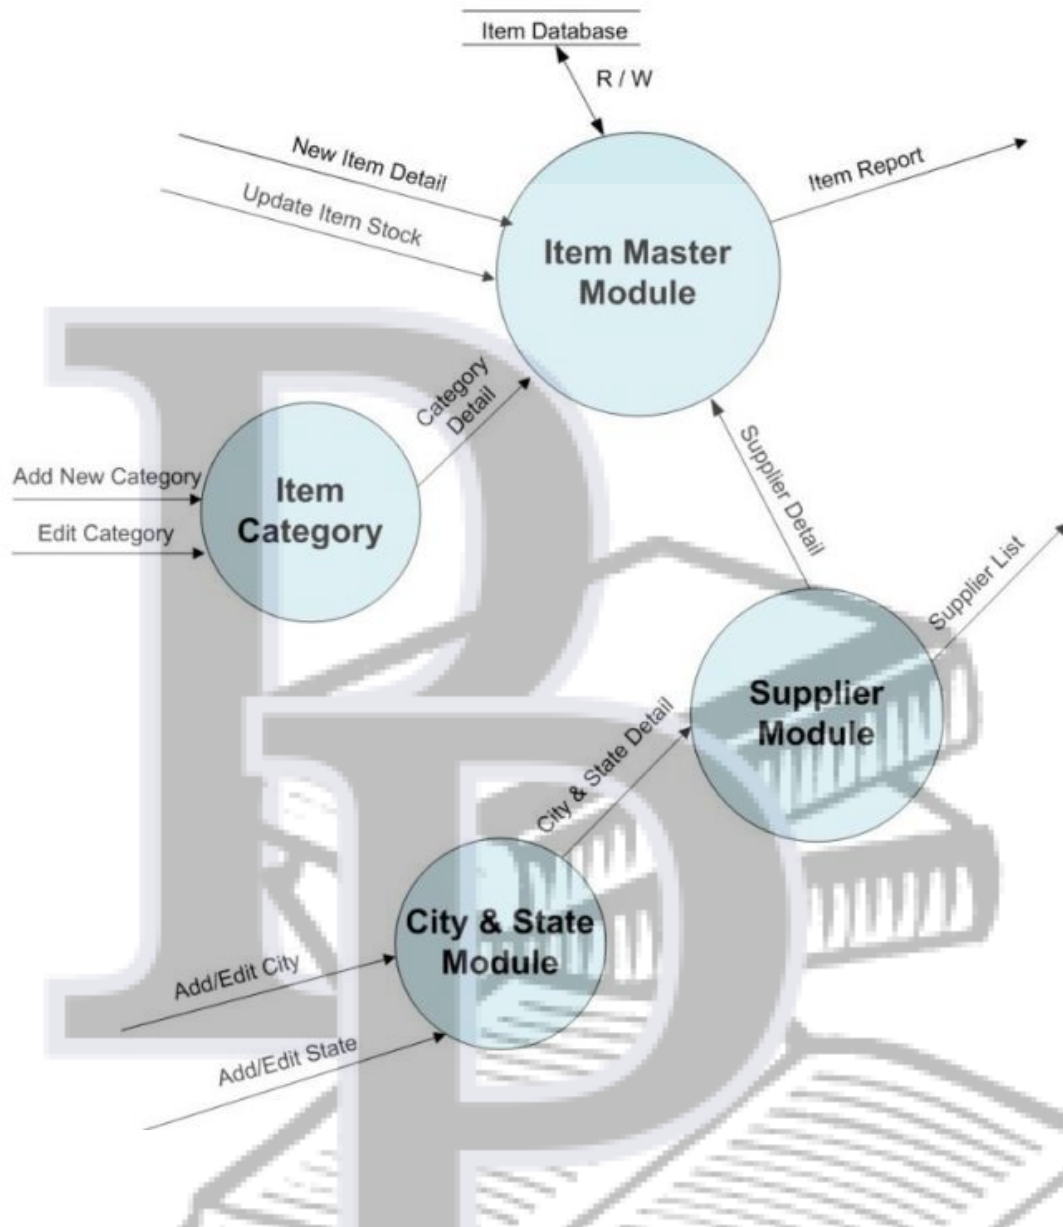 Item Database
R / W
New Item Detail
Update Item Stock
Item Report
Item Master
Module
Category
Detail
Add New Category
Edit Category
Item
Category
Supplier Detail
Supplier List
Supplier
Module
City & State Detail
City & State
Module
Add/Edit City
Add/Edit State